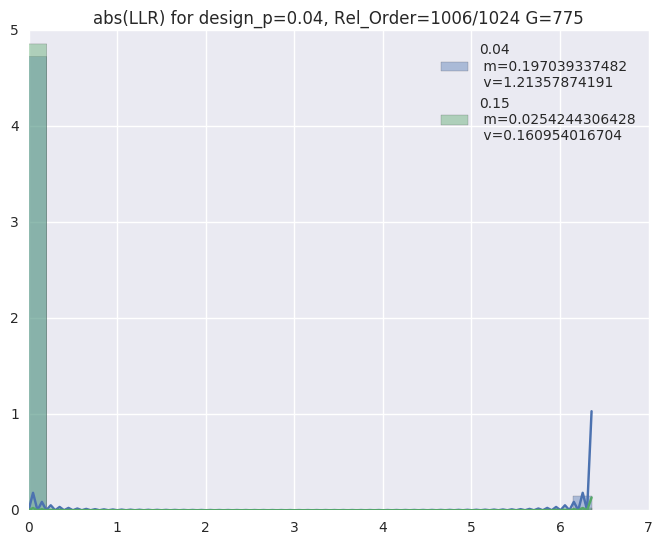 abs(LLR) for design_p=0.04, Rel_Order=1006/1024 G=775
5
4
3
2
1
0
0.04
m=0.197039337482
v=1.21357874191
0.15
m=0.0254244306428
v=0.160954016704
0 1 2 3 4 5 6 7